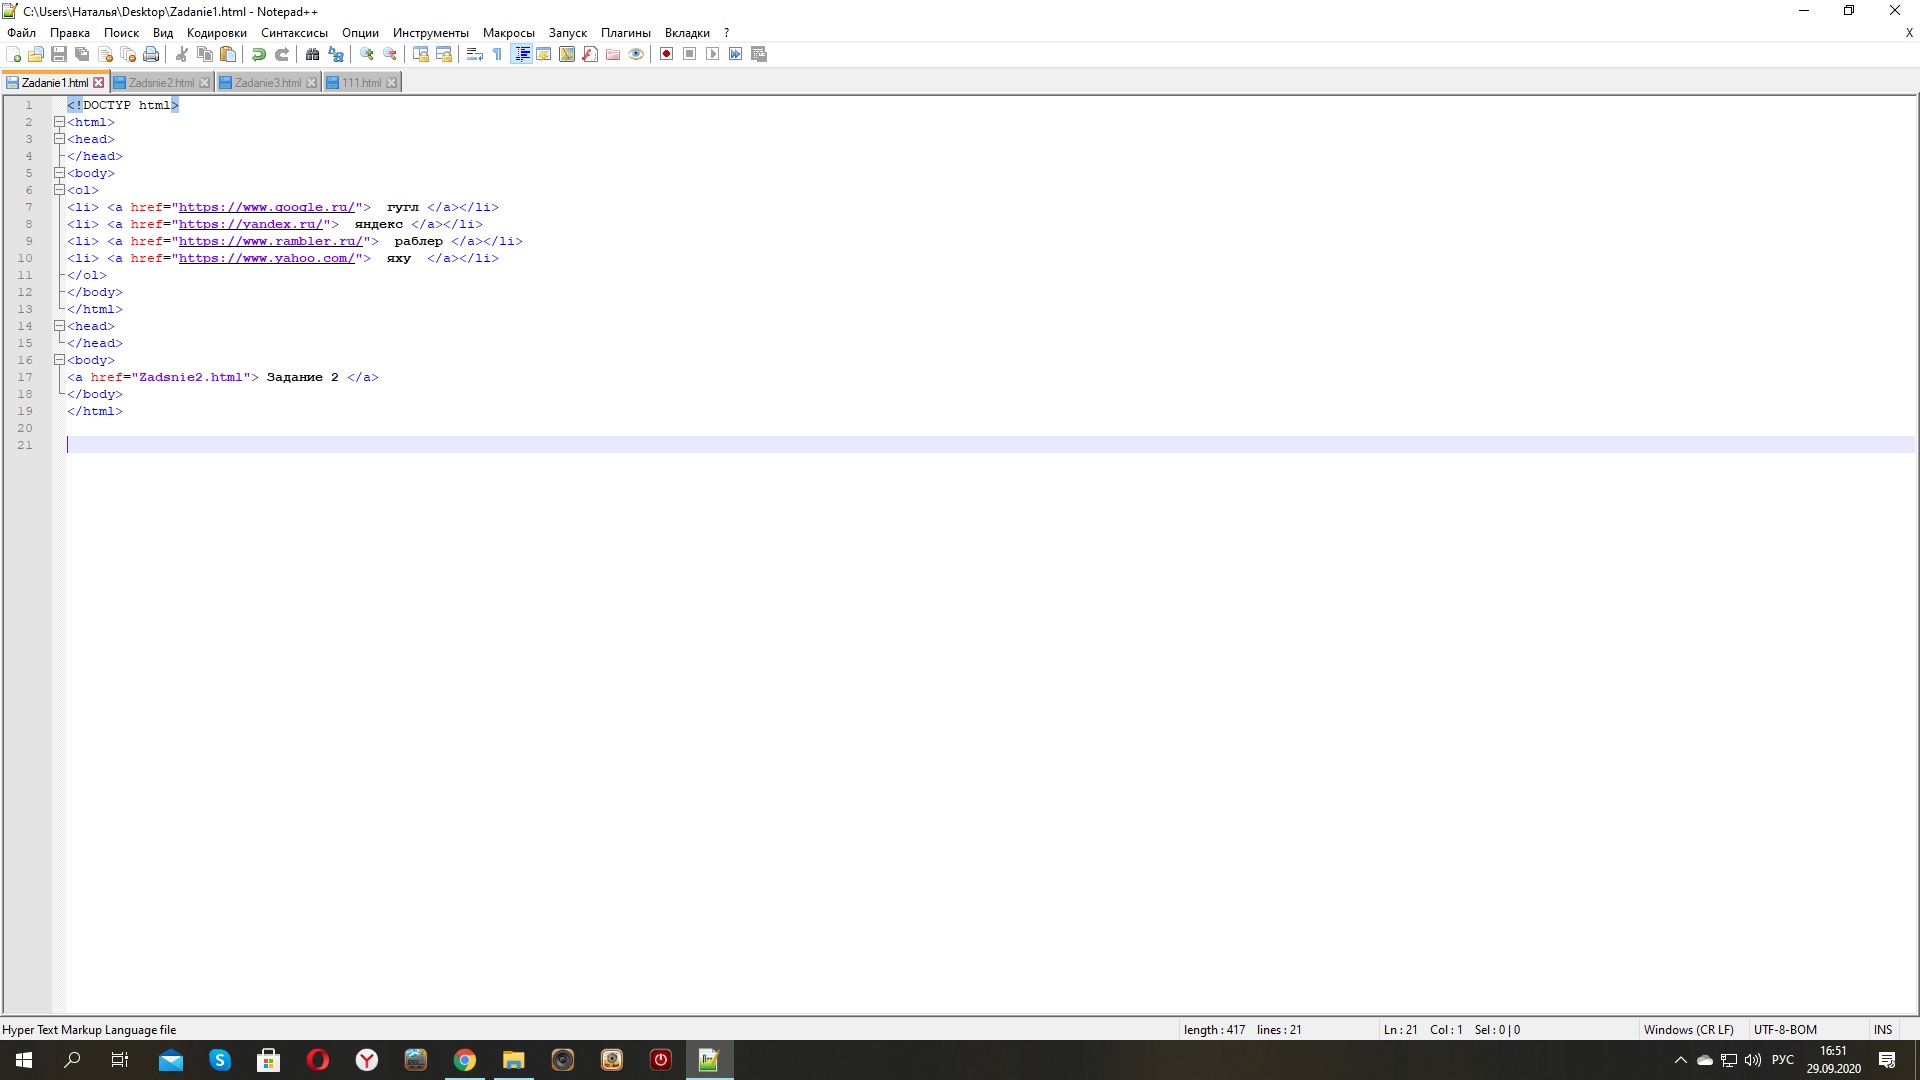 C:\Users\Наталья\Desktop\Zadanie1.html - Notepad++
Файл Правка Поиск Вид Кодировки Синтаксисы Опции Инструменты Макросы Запуск Плагины Вкладки ? X
Zadanie1.html Zadsnie2.html Zadanie3.html 111.html
1 <!DOCTYP html>
2 <html>
3 <head>
4 </head>
5 <body>
6 <ol>
7 <li> <a href="https://www.google.ru/">  гугл </a></li>
8 <li> <a href="https://yandex.ru/">  яндекс </a></li>
9 <li> <a href="https://www.rambler.ru/">  раблер </a></li>
10 <li> <a href="https://www.yahoo.com/">  яху  </a></li>
11 </ol>
12 </body>
13 </html>
14 <head>
15 </head>
16 <body>
17 <a href="Zadsnie2.html"> Задание 2 </a>
18 </body>
19 </html>
20
21
Hyper Text Markup Language file length : 417 lines : 21 Ln : 21 Col : 1 Sel : 0 | 0 Windows (CR LF) UTF-8-BOM INS
РУС 16:51
29.09.2020